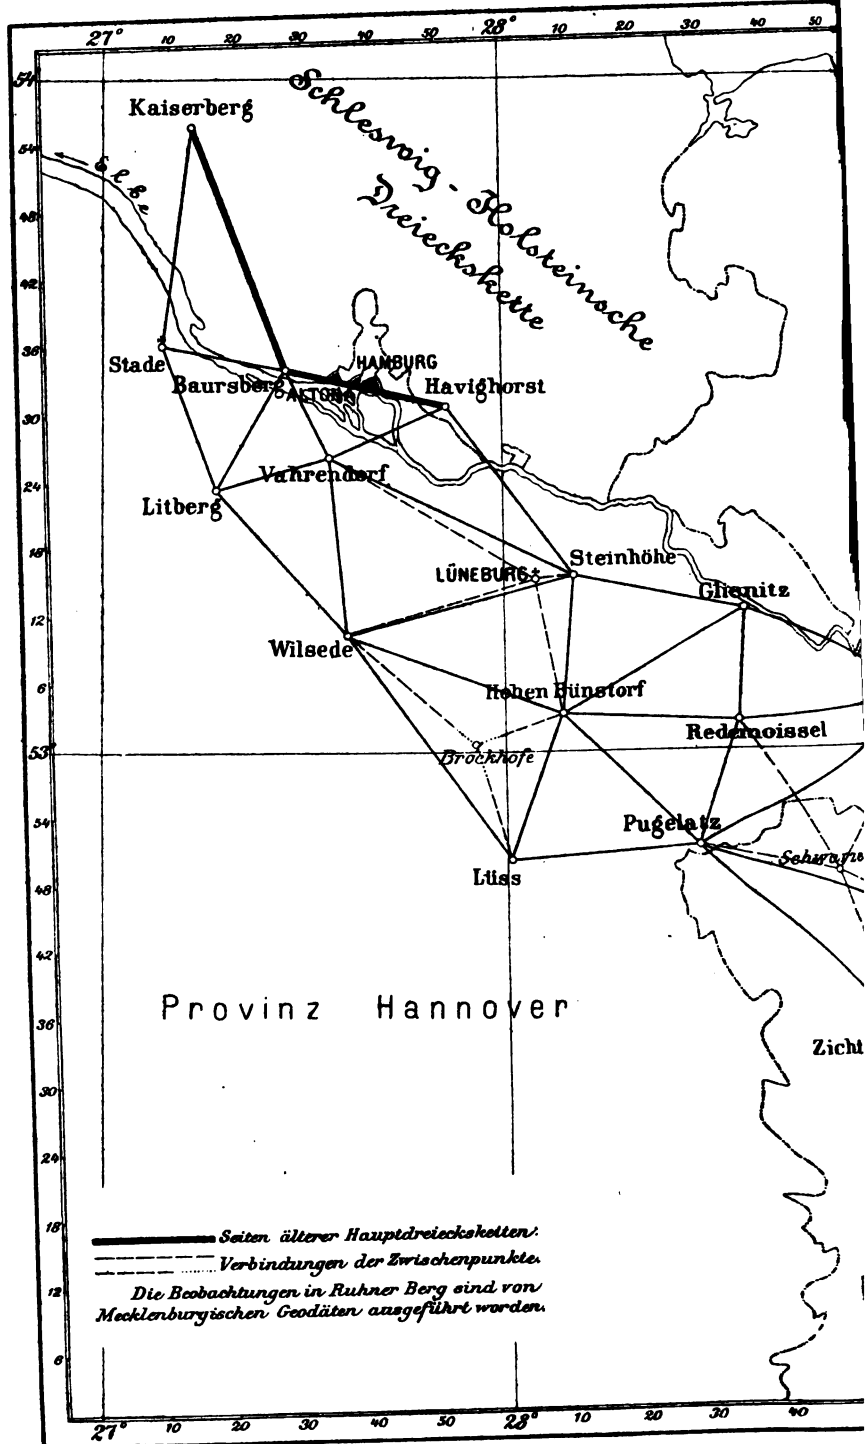 27° 10 20 30 40 50 28° 10 20 30 40 50
54°
Kaiserberg
Schleswig-Holsteinsche
Dreieckskette
54
Elbe
48
42
36
Stade
HAMBURG
Baursberg
ALTONA
Havighorst
30
Vahrendorf
24
Litberg
18
Steinhöhe
LÜNEBURG
Glienitz
12
Wilsede
6
Hohen Bünstorf
Redemoissel
53°
Brockhöfe
54
Pugelatz
Schwarze
48
Lüss
42
Provinz Hannover
36
Zicht
30
24
18
Seiten älterer Hauptdreiecksketten.
Verbindungen der Zwischenpunkte.
12
Die Beobachtungen in Ruhner Berg sind von
Mecklenburgischen Geodäten ausgeführt worden.
6
27° 10 20 30 40 50 28° 10 20 30 40